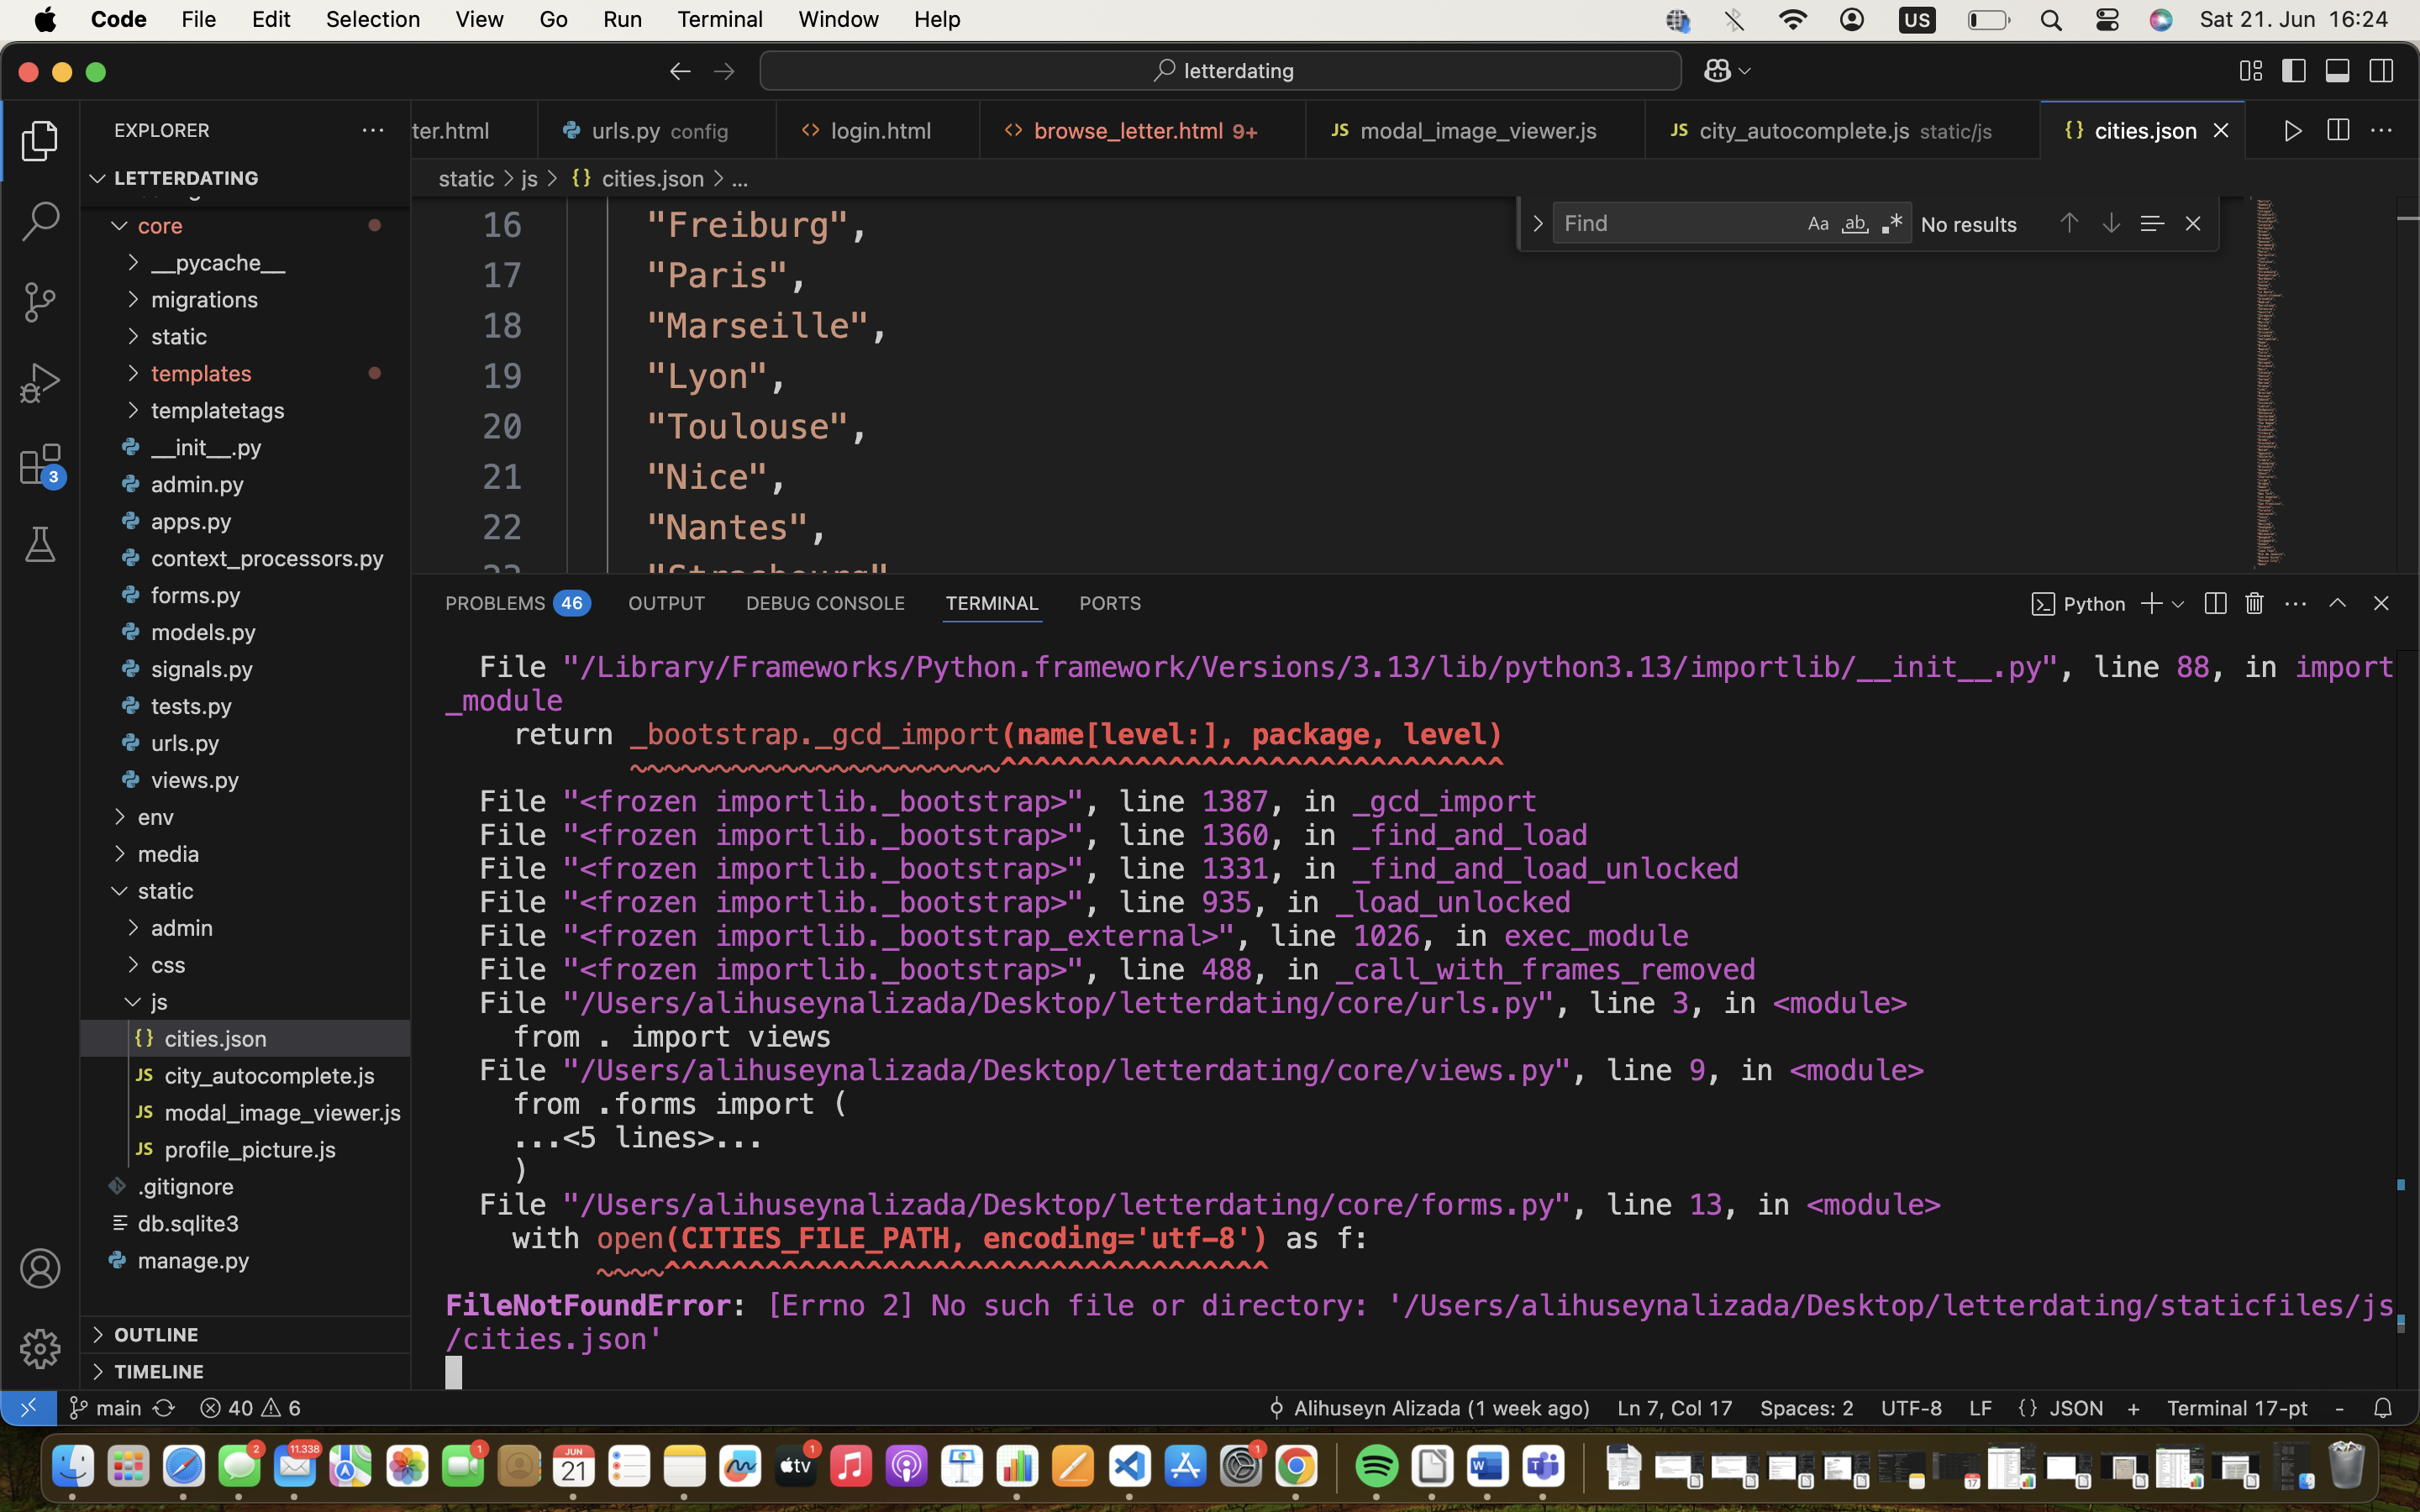 Code File Edit Selection View Go Run Terminal Window Help US Sat 21. Jun 16:24
letterdating
EXPLORER
ter.html urls.py config login.html browse_letter.html 9+ modal_image_viewer.js city_autocomplete.js static/js cities.json
static > js > {} cities.json > ...
LETTERDATING
core
__pycache__
migrations
static
templates
templatetags
__init__.py
admin.py
apps.py
context_processors.py
forms.py
models.py
signals.py
tests.py
urls.py
views.py
env
media
static
admin
css
js
cities.json
city_autocomplete.js
modal_image_viewer.js
profile_picture.js
.gitignore
db.sqlite3
manage.py
OUTLINE
TIMELINE
3
Find Aa ab .* No results
16 "Freiburg",
17 "Paris",
18 "Marseille",
19 "Lyon",
20 "Toulouse",
21 "Nice",
22 "Nantes",
PROBLEMS 46 OUTPUT DEBUG CONSOLE TERMINAL PORTS Python
File "/Library/Frameworks/Python.framework/Versions/3.13/lib/python3.13/importlib/__init__.py", line 88, in import
_module
return _bootstrap._gcd_import(name[level:], package, level)
~~~~~~~~~~~~~~~~~~~~~~^^^^^^^^^^^^^^^^^^^^^^^^^^^^^^
File "<frozen importlib._bootstrap>", line 1387, in _gcd_import
File "<frozen importlib._bootstrap>", line 1360, in _find_and_load
File "<frozen importlib._bootstrap>", line 1331, in _find_and_load_unlocked
File "<frozen importlib._bootstrap>", line 935, in _load_unlocked
File "<frozen importlib._bootstrap_external>", line 1026, in exec_module
File "<frozen importlib._bootstrap>", line 488, in _call_with_frames_removed
File "/Users/alihuseynalizada/Desktop/letterdating/core/urls.py", line 3, in <module>
from . import views
File "/Users/alihuseynalizada/Desktop/letterdating/core/views.py", line 9, in <module>
from .forms import (
...<5 lines>...
)
File "/Users/alihuseynalizada/Desktop/letterdating/core/forms.py", line 13, in <module>
with open(CITIES_FILE_PATH, encoding='utf-8') as f:
~~~~^^^^^^^^^^^^^^^^^^^^^^^^^^^^^^^^^^^^
FileNotFoundError: [Errno 2] No such file or directory: '/Users/alihuseynalizada/Desktop/letterdating/staticfiles/js
/cities.json'
main 40 6 Alihuseyn Alizada (1 week ago) Ln 7, Col 17 Spaces: 2 UTF-8 LF {} JSON + Terminal 17-pt -
2 11.338 1 JUN 21 tv 1 1 W 17